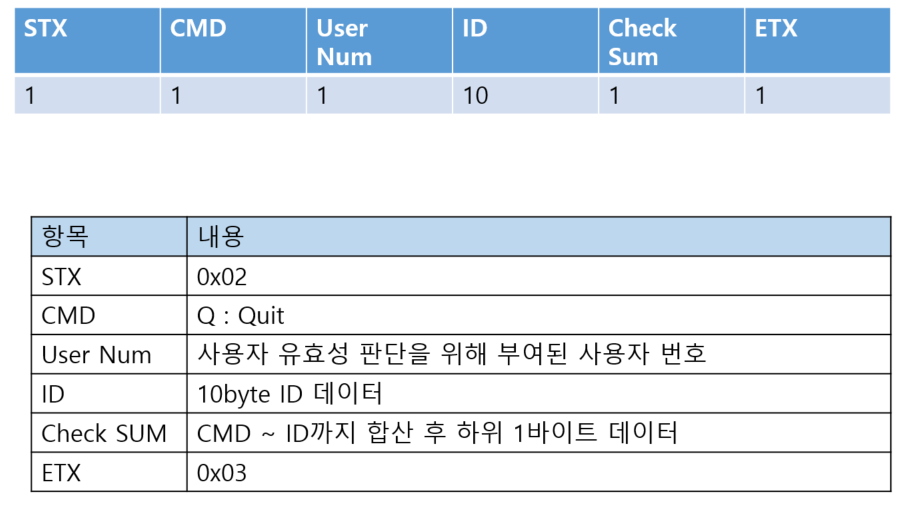 STX CMD User Num ID Check Sum ETX
1 1 1 10 1 1
항목 내용
STX 0x02
CMD Q : Quit
User Num 사용자 유효성 판단을 위해 부여된 사용자 번호
ID 10byte ID 데이터
Check SUM CMD ~ ID까지 합산 후 하위 1바이트 데이터
ETX 0x03